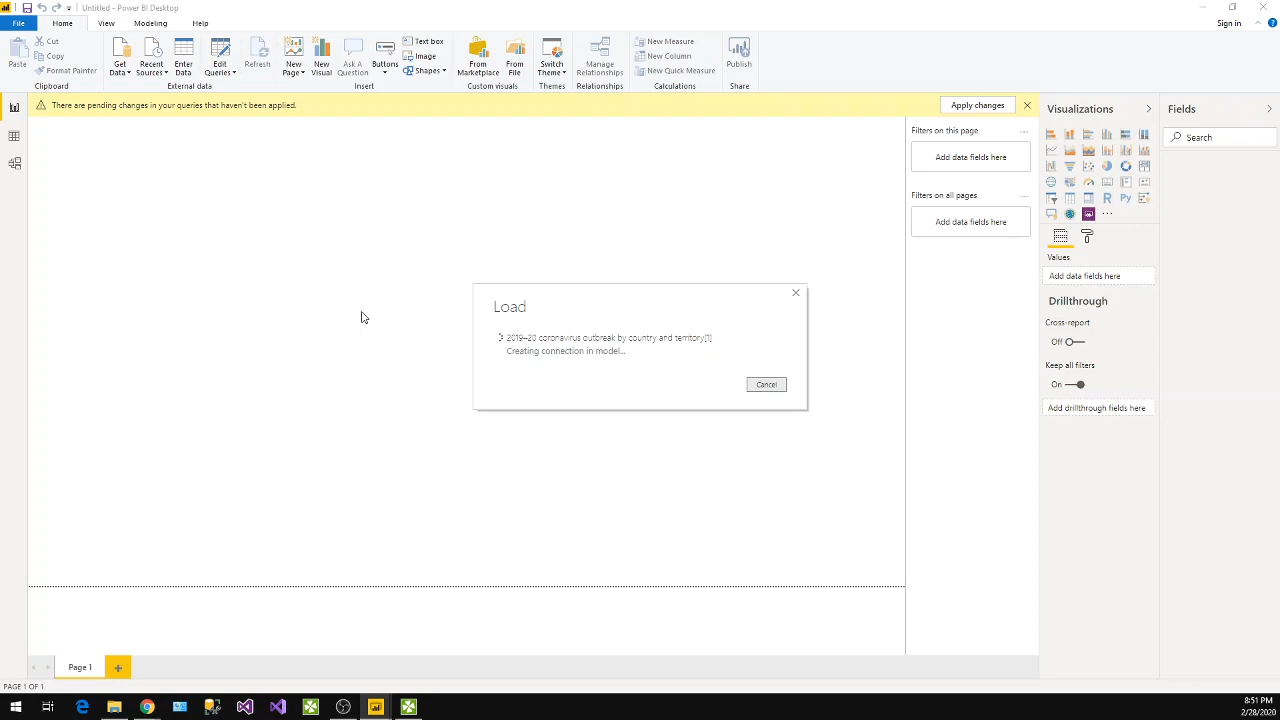 Untitled - Power BI Desktop
File
Home
View
Modeling
Help
Sign in
Paste
Cut
Copy
Format Painter
Clipboard
Get Data
Recent Sources
Enter Data
Edit Queries
Refresh
External data
New Page
New Visual
Ask A Question
Buttons
Text box
Image
Shapes
Insert
From Marketplace
From File
Custom visuals
Switch Theme
Themes
Manage Relationships
Relationships
New Measure
New Column
New Quick Measure
Calculations
Publish
Share
There are pending changes in your queries that haven't been applied.
Apply changes
Filters on this page
Add data fields here
Filters on all pages
Add data fields here
Visualizations
R
Py
Values
Add data fields here
Drillthrough
Cross-report
Off
Keep all filters
On
Add drillthrough fields here
Fields
Search
Load
2019–20 coronavirus outbreak by country and territory[1]
Creating connection in model...
Cancel
Page 1
PAGE 1 OF 1
8:51 PM
2/28/2020